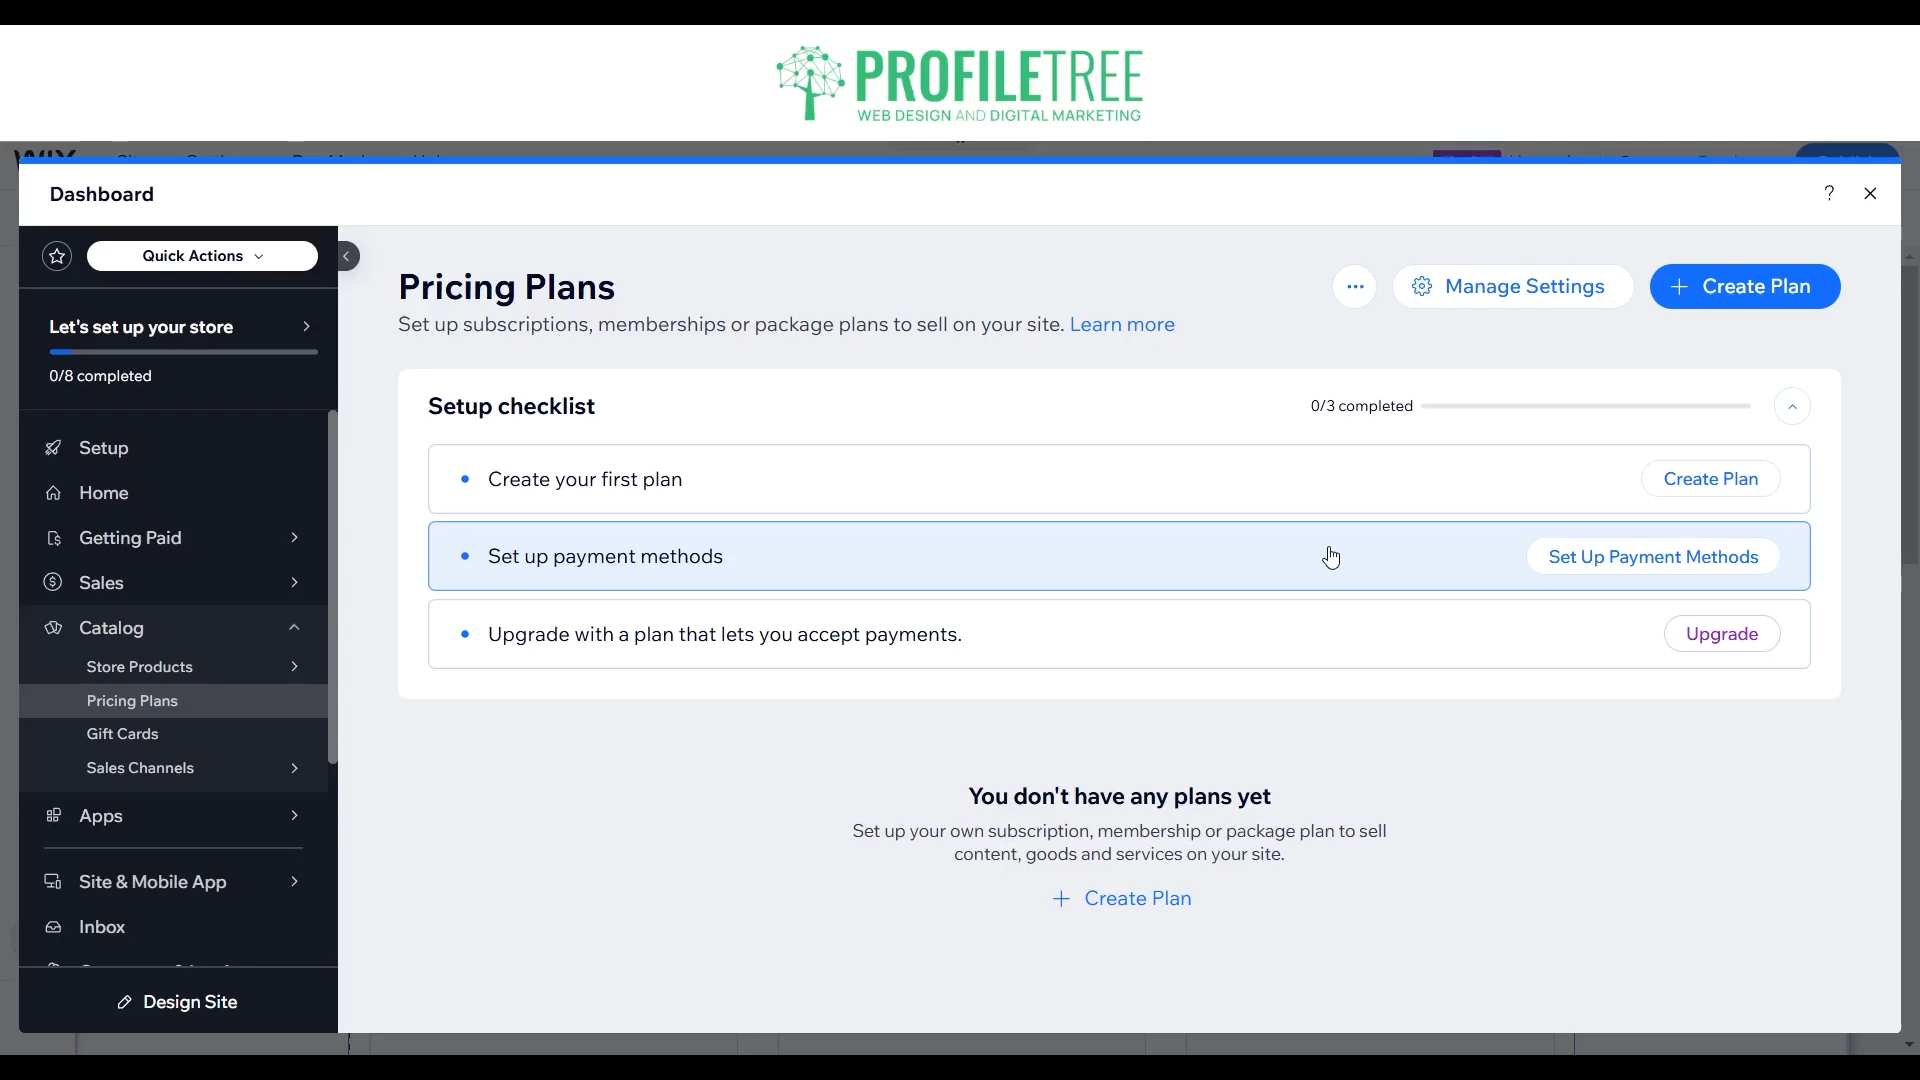 PROFILETREE
WEB DESIGN AND DIGITAL MARKETING
WIX
Dashboard
?
Quick Actions
Let's set up your store
0/8 completed
Setup
Home
Getting Paid
Sales
Catalog
Store Products
Pricing Plans
Gift Cards
Sales Channels
Apps
Site & Mobile App
Inbox
Design Site
Pricing Plans
Manage Settings
+ Create Plan
Set up subscriptions, memberships or package plans to sell on your site. Learn more
Setup checklist
0/3 completed
Create your first plan
Create Plan
Set up payment methods
Set Up Payment Methods
Upgrade with a plan that lets you accept payments.
Upgrade
You don't have any plans yet
Set up your own subscription, membership or package plan to sell
content, goods and services on your site.
+ Create Plan